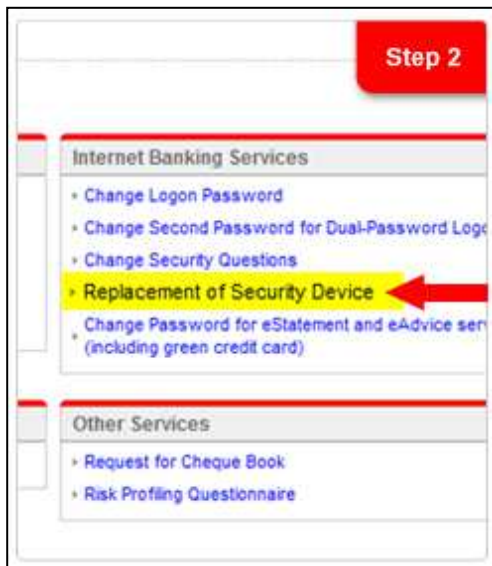 Step 2
Internet Banking Services
Change Logon Password
Change Second Password for Dual-Password
Change Security Questions
Replacement of Security Device
Change Password for eStatement and eAdvice
(including green credit card)
Other Services
Request for Cheque Book
Risk Profiling Questionnaire